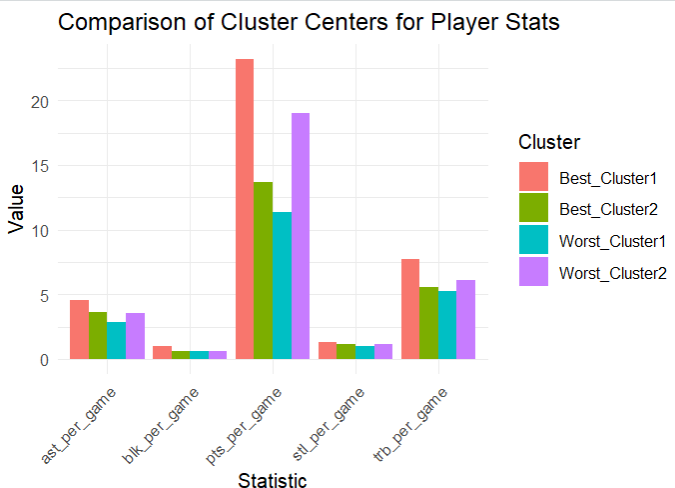 Comparison of Cluster Centers for Player Stats
Value
20
15
10
5
0
ast_per_game
blk_per_game
pts_per_game
stl_per_game
trb_per_game
Statistic
Cluster
Best_Cluster1
Best_Cluster2
Worst_Cluster1
Worst_Cluster2